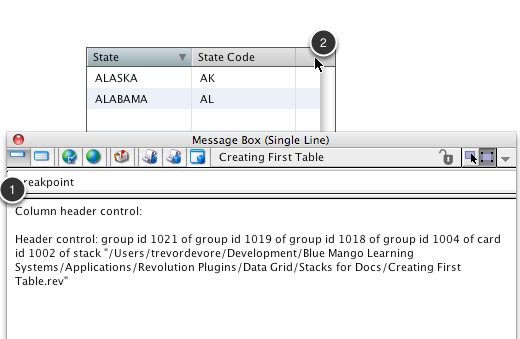 2
State State Code
ALASKA AK
ALABAMA AL
Message Box (Single Line)
Creating First Table
1
reakpoint
Column header control:
Header control: group id 1021 of group id 1019 of group id 1018 of group id 1004 of card
id 1002 of stack "/Users/trevordevore/Development/Blue Mango Learning
Systems/Applications/Revolution Plugins/Data Grid/Stacks for Docs/Creating First
Table.rev"